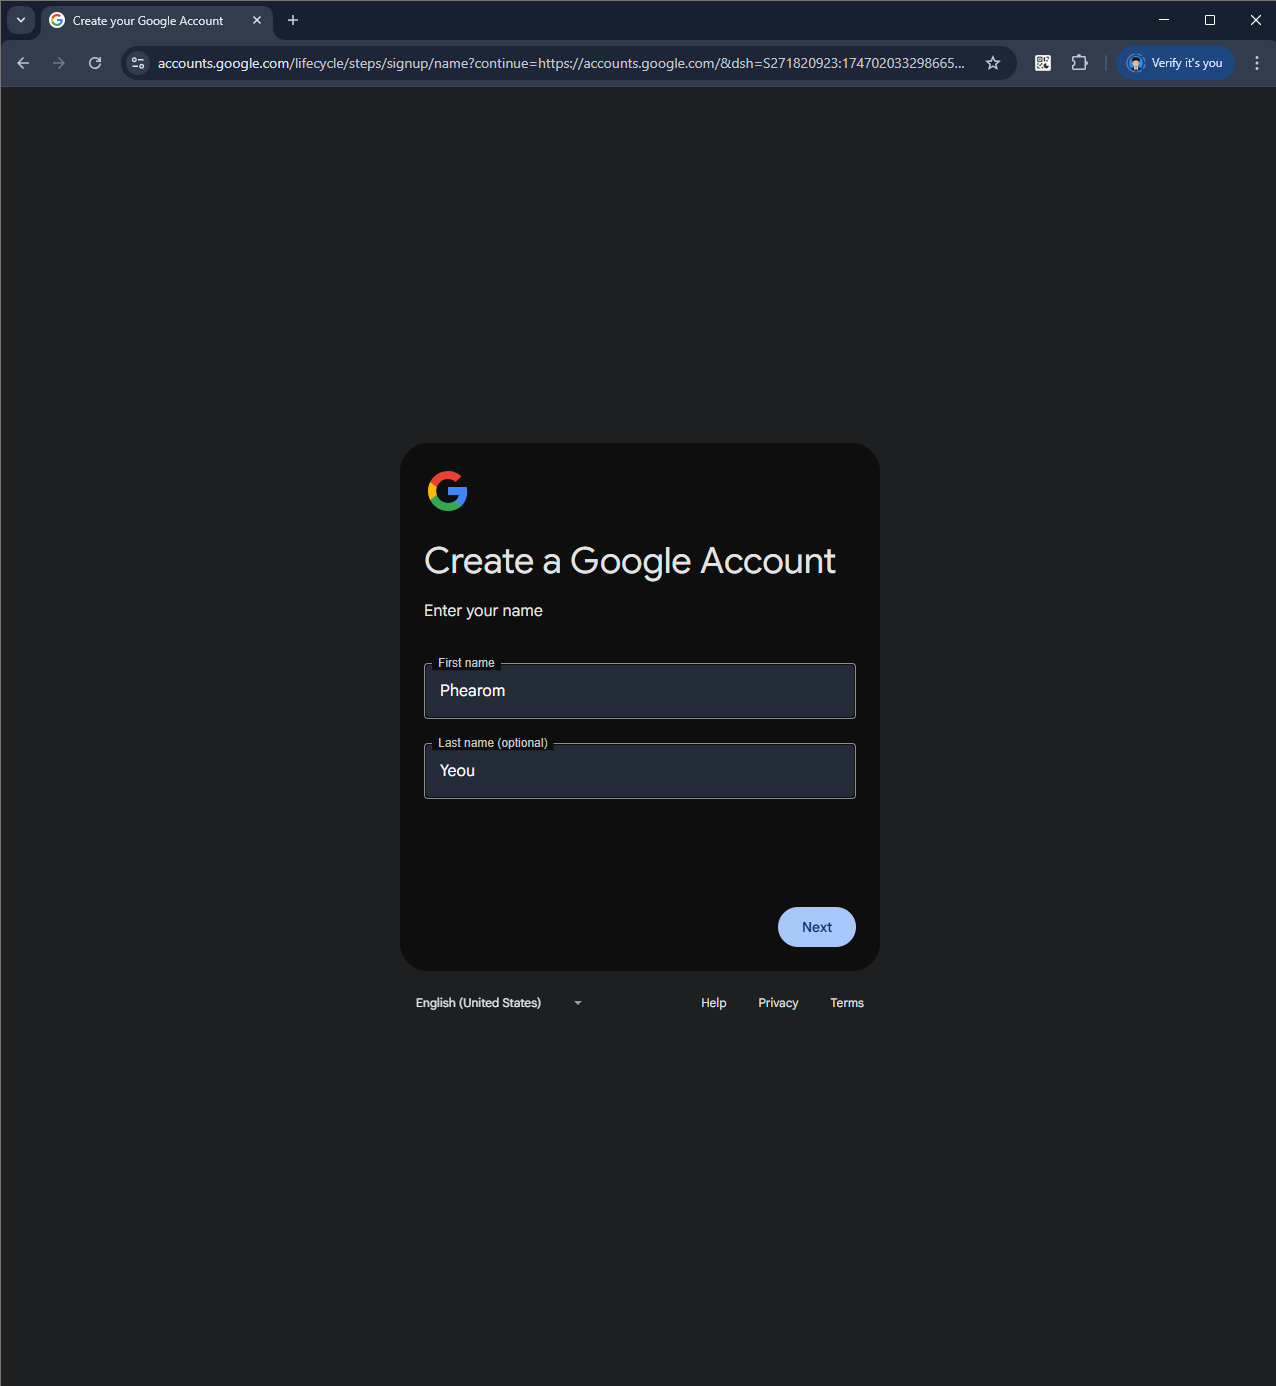 Create your Google Account
accounts.google.com/lifecycle/steps/signup/name?continue=https://accounts.google.com/&dsh=S271820923:174702033298665...
Verify it's you
Create a Google Account
Enter your name
First name
Phearom
Last name (optional)
Yeou
Next
English (United States)
Help Privacy Terms